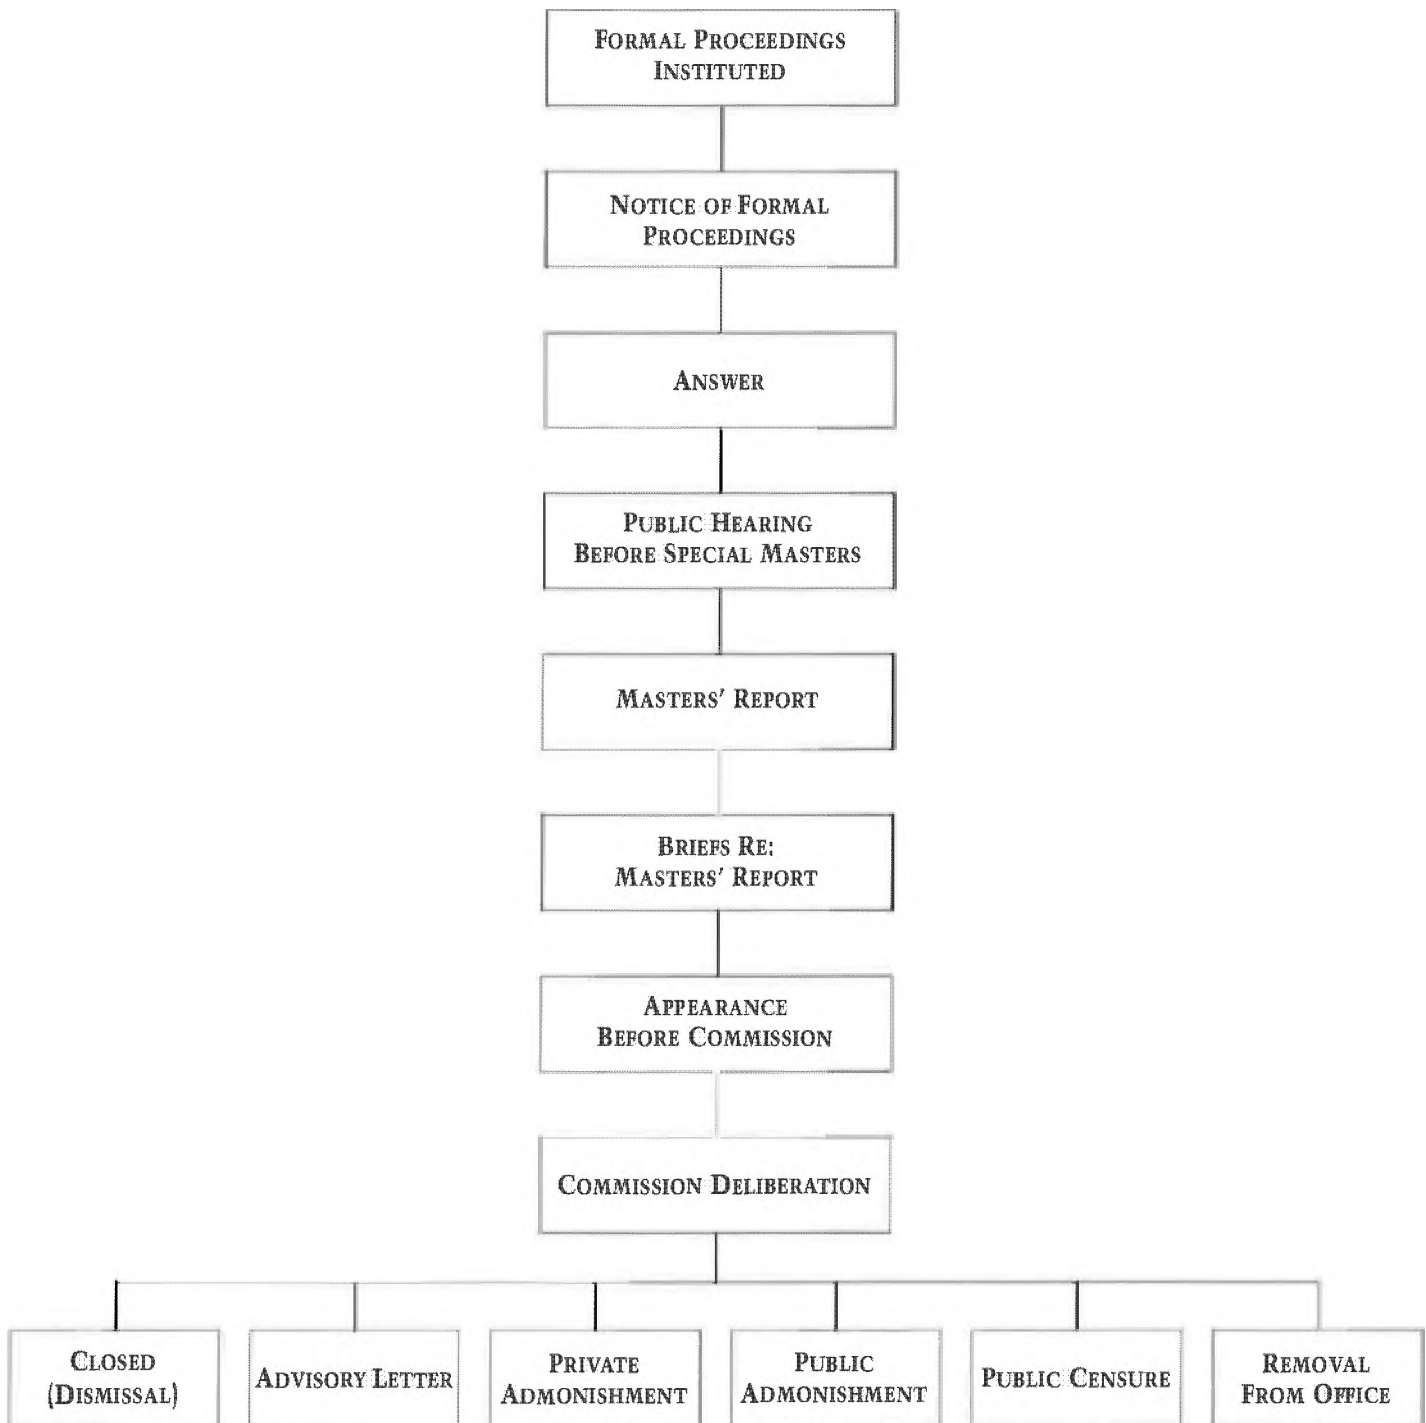 FORMAL PROCEEDINGS
INSTITUTED
NOTICE OF FORMAL
PROCEEDINGS
ANSWER
PUBLIC HEARING
BEFORE SPECIAL MASTERS
MASTERS' REPORT
BRIEFS RE:
MASTERS' REPORT
APPEARANCE
BEFORE COMMISSION
COMMISSION DELIBERATION
CLOSED
(DISMISSAL)
ADVISORY LETTER
PRIVATE
ADMONISHMENT
PUBLIC
ADMONISHMENT
PUBLIC CENSURE
REMOVAL
FROM OFFICE